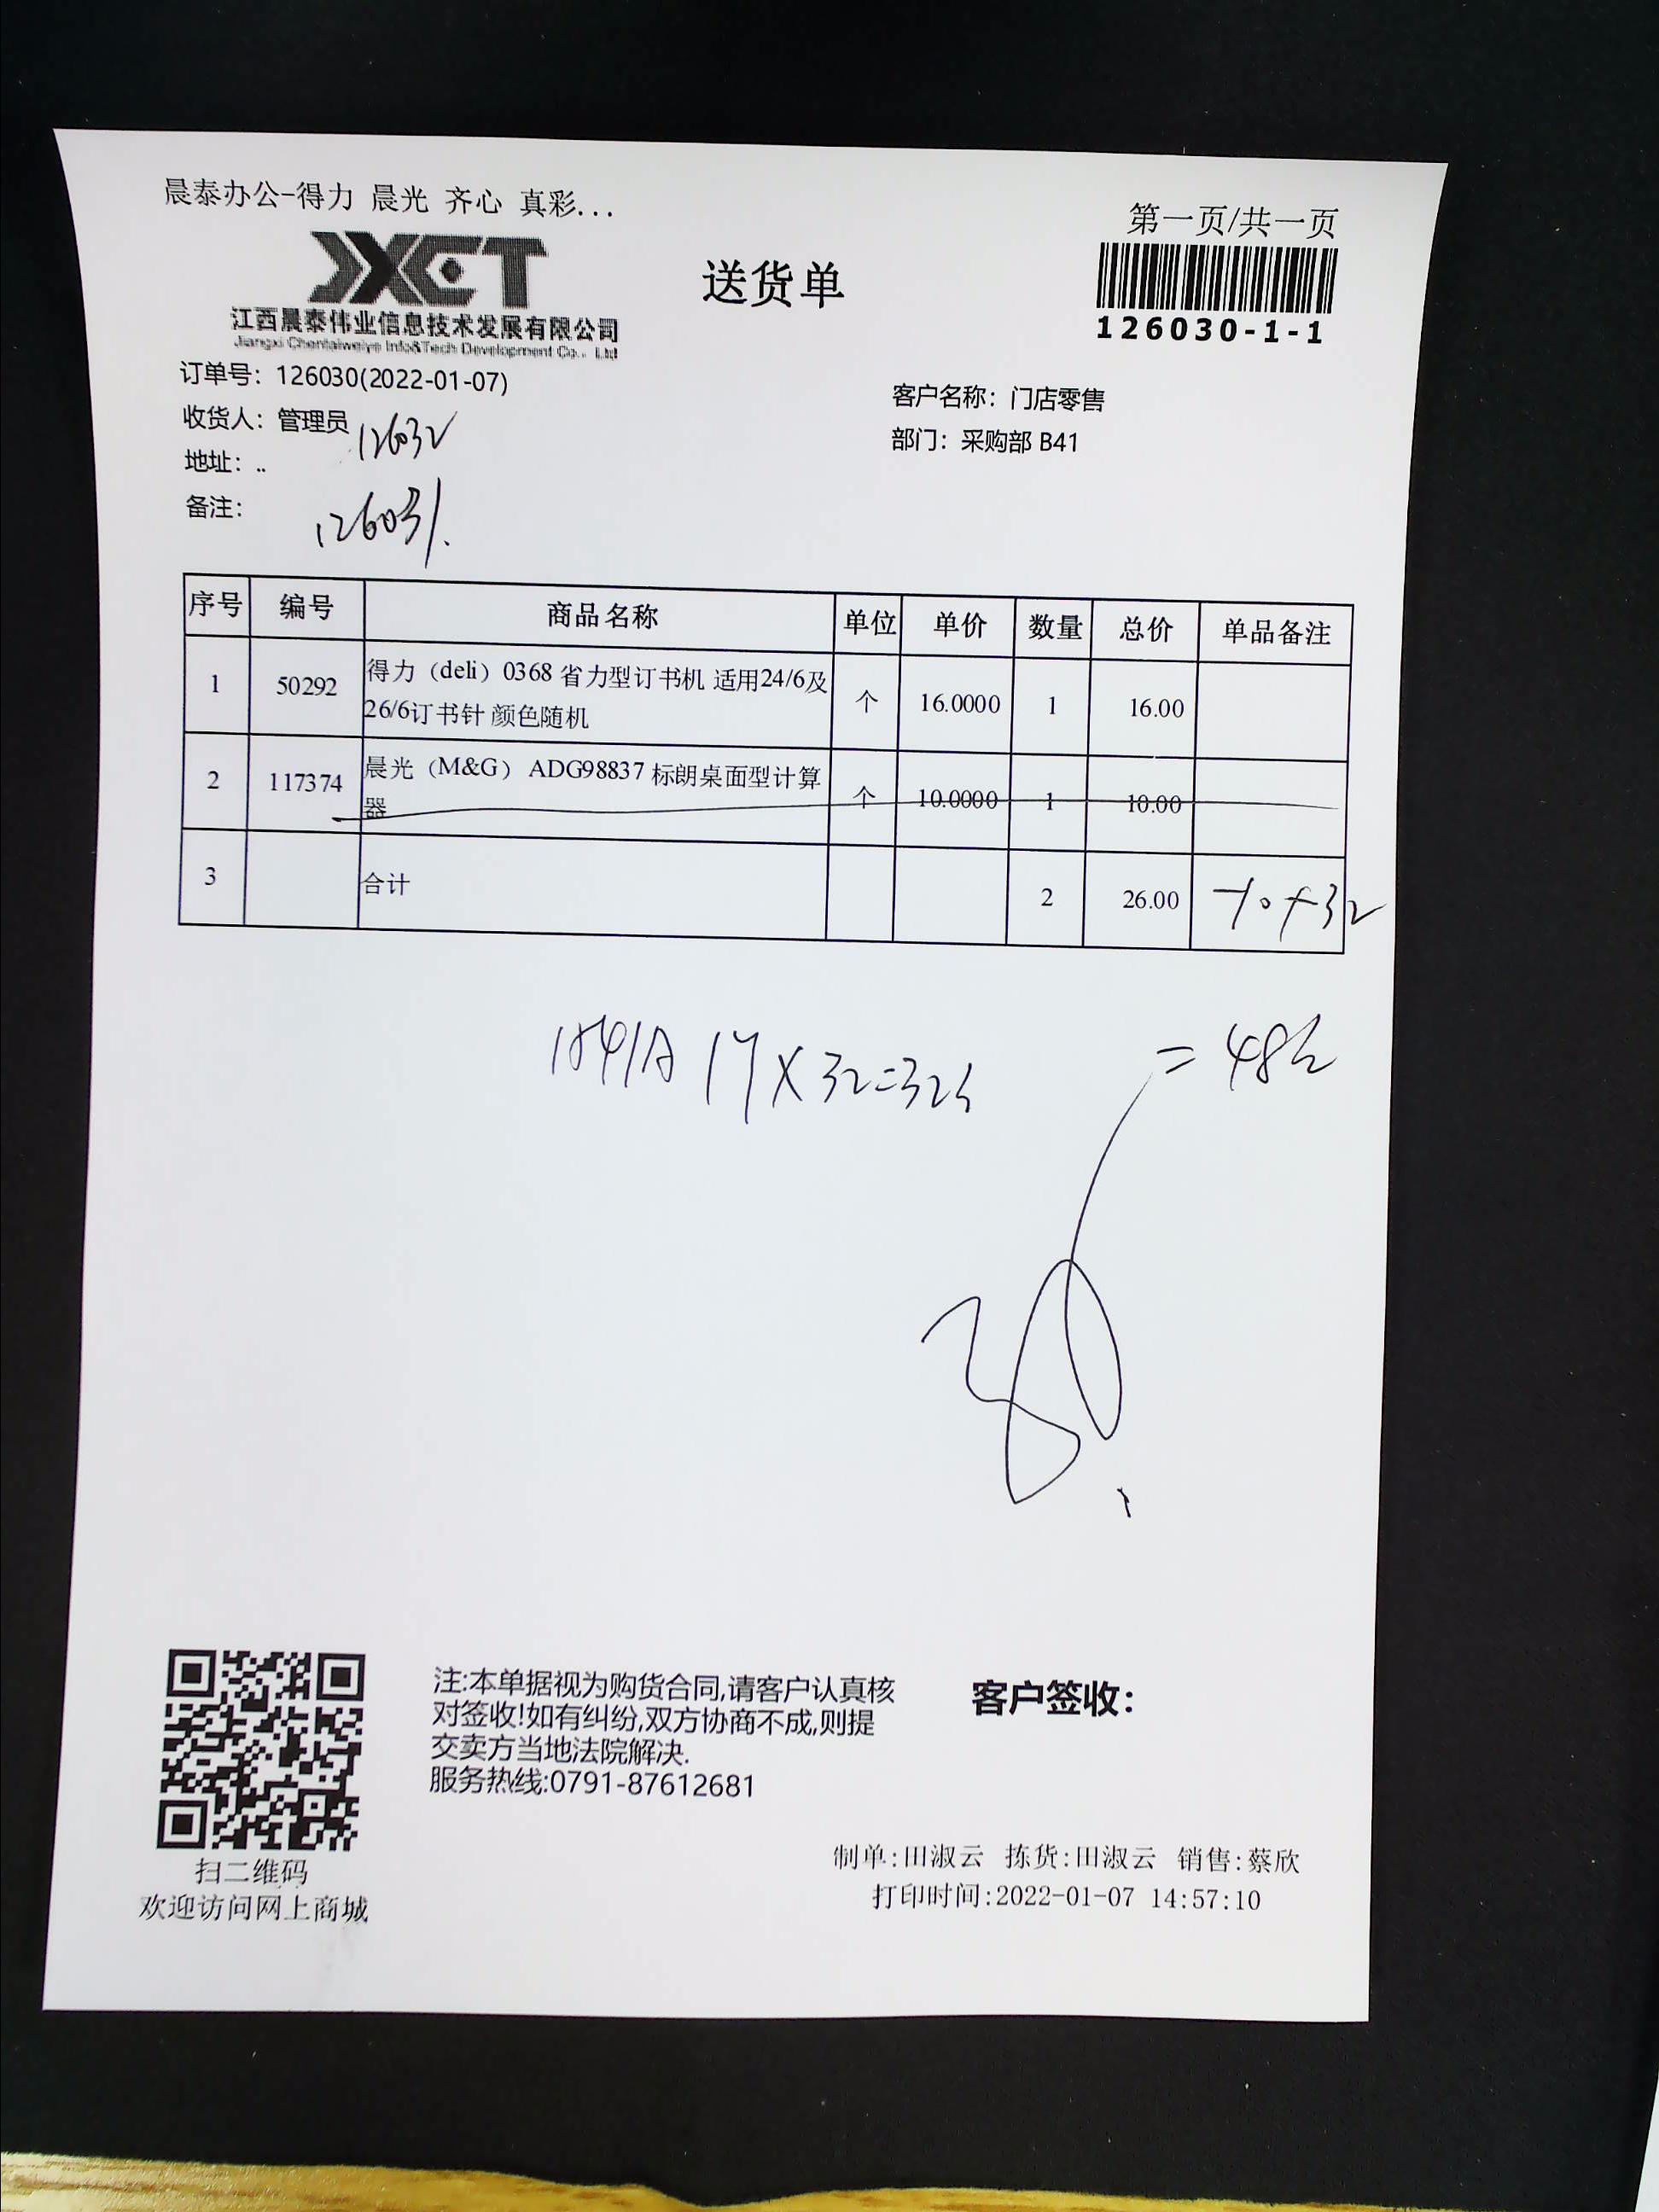 晨泰办公-得力 晨光 齐心 真彩...
第一页/共一页
JXCT
送货单
江西晨泰伟业信息技术发展有限公司
Jiangxi Chentaiweiye Info&Tech Development Co., Ltd
126030-1-1
订单号：126030(2022-01-07)
客户名称：门店零售
收货人：管理员
126032
部门：采购部 B41
地址：..
备注：
126031.
序号 编号 商品名称 单位 单价 数量 总价 单品备注
1 50292 得力（deli）0368 省力型订书机 适用24/6及
26/6订书针 颜色随机 个 16.0000 1 16.00
2 117374 晨光（M&G） ADG98837 标朗桌面型计算
器 个 10.0000 1 10.00
3 合计 2 26.00 -10+32
注:本单据视为购货合同,请客户认真核
对签收!如有纠纷,双方协商不成,则提
交卖方当地法院解决.
服务热线:0791-87612681
客户签收：
扫二维码
欢迎访问网上商城
制单:田淑云 拣货:田淑云 销售:蔡欣
打印时间:2022-01-07 14:57:10